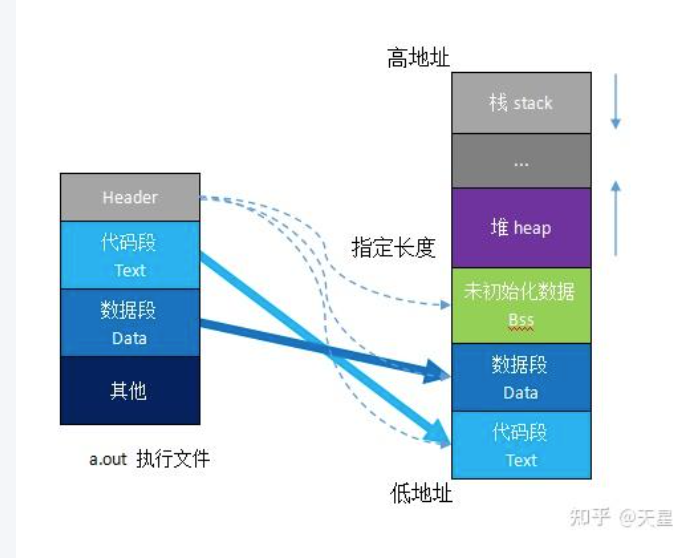 高地址
栈 stack
...
堆 heap
指定长度
未初始化数据
Bss
数据段
Data
代码段
Text
低地址
Header
代码段
Text
数据段
Data
其他
a.out 执行文件
知乎 @天星